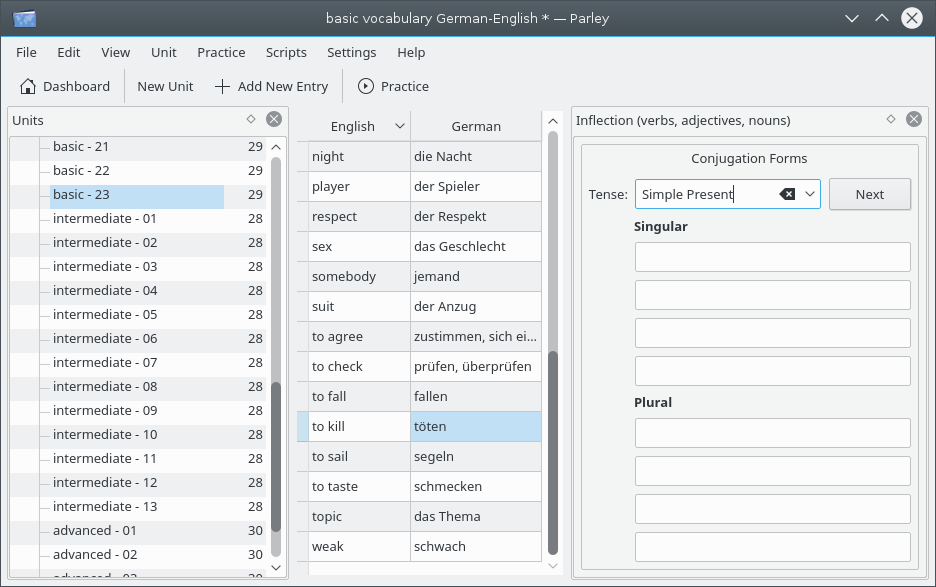 basic vocabulary German-English * — Parley
File Edit View Unit Practice Scripts Settings Help
Dashboard New Unit Add New Entry Practice
Units
basic - 21 29
basic - 22 29
basic - 23 29
intermediate - 01 28
intermediate - 02 28
intermediate - 03 28
intermediate - 04 28
intermediate - 05 28
intermediate - 06 28
intermediate - 07 28
intermediate - 08 28
intermediate - 09 28
intermediate - 10 28
intermediate - 11 28
intermediate - 12 28
intermediate - 13 28
advanced - 01 30
advanced - 02 30
advanced - 03 30
English German
night die Nacht
player der Spieler
respect der Respekt
sex das Geschlecht
somebody jemand
suit der Anzug
to agree zustimmen, sich ei...
to check prüfen, überprüfen
to fall fallen
to kill töten
to sail segeln
to taste schmecken
topic das Thema
weak schwach
Inflection (verbs, adjectives, nouns)
Conjugation Forms
Tense: Simple Present Next
Singular
Plural